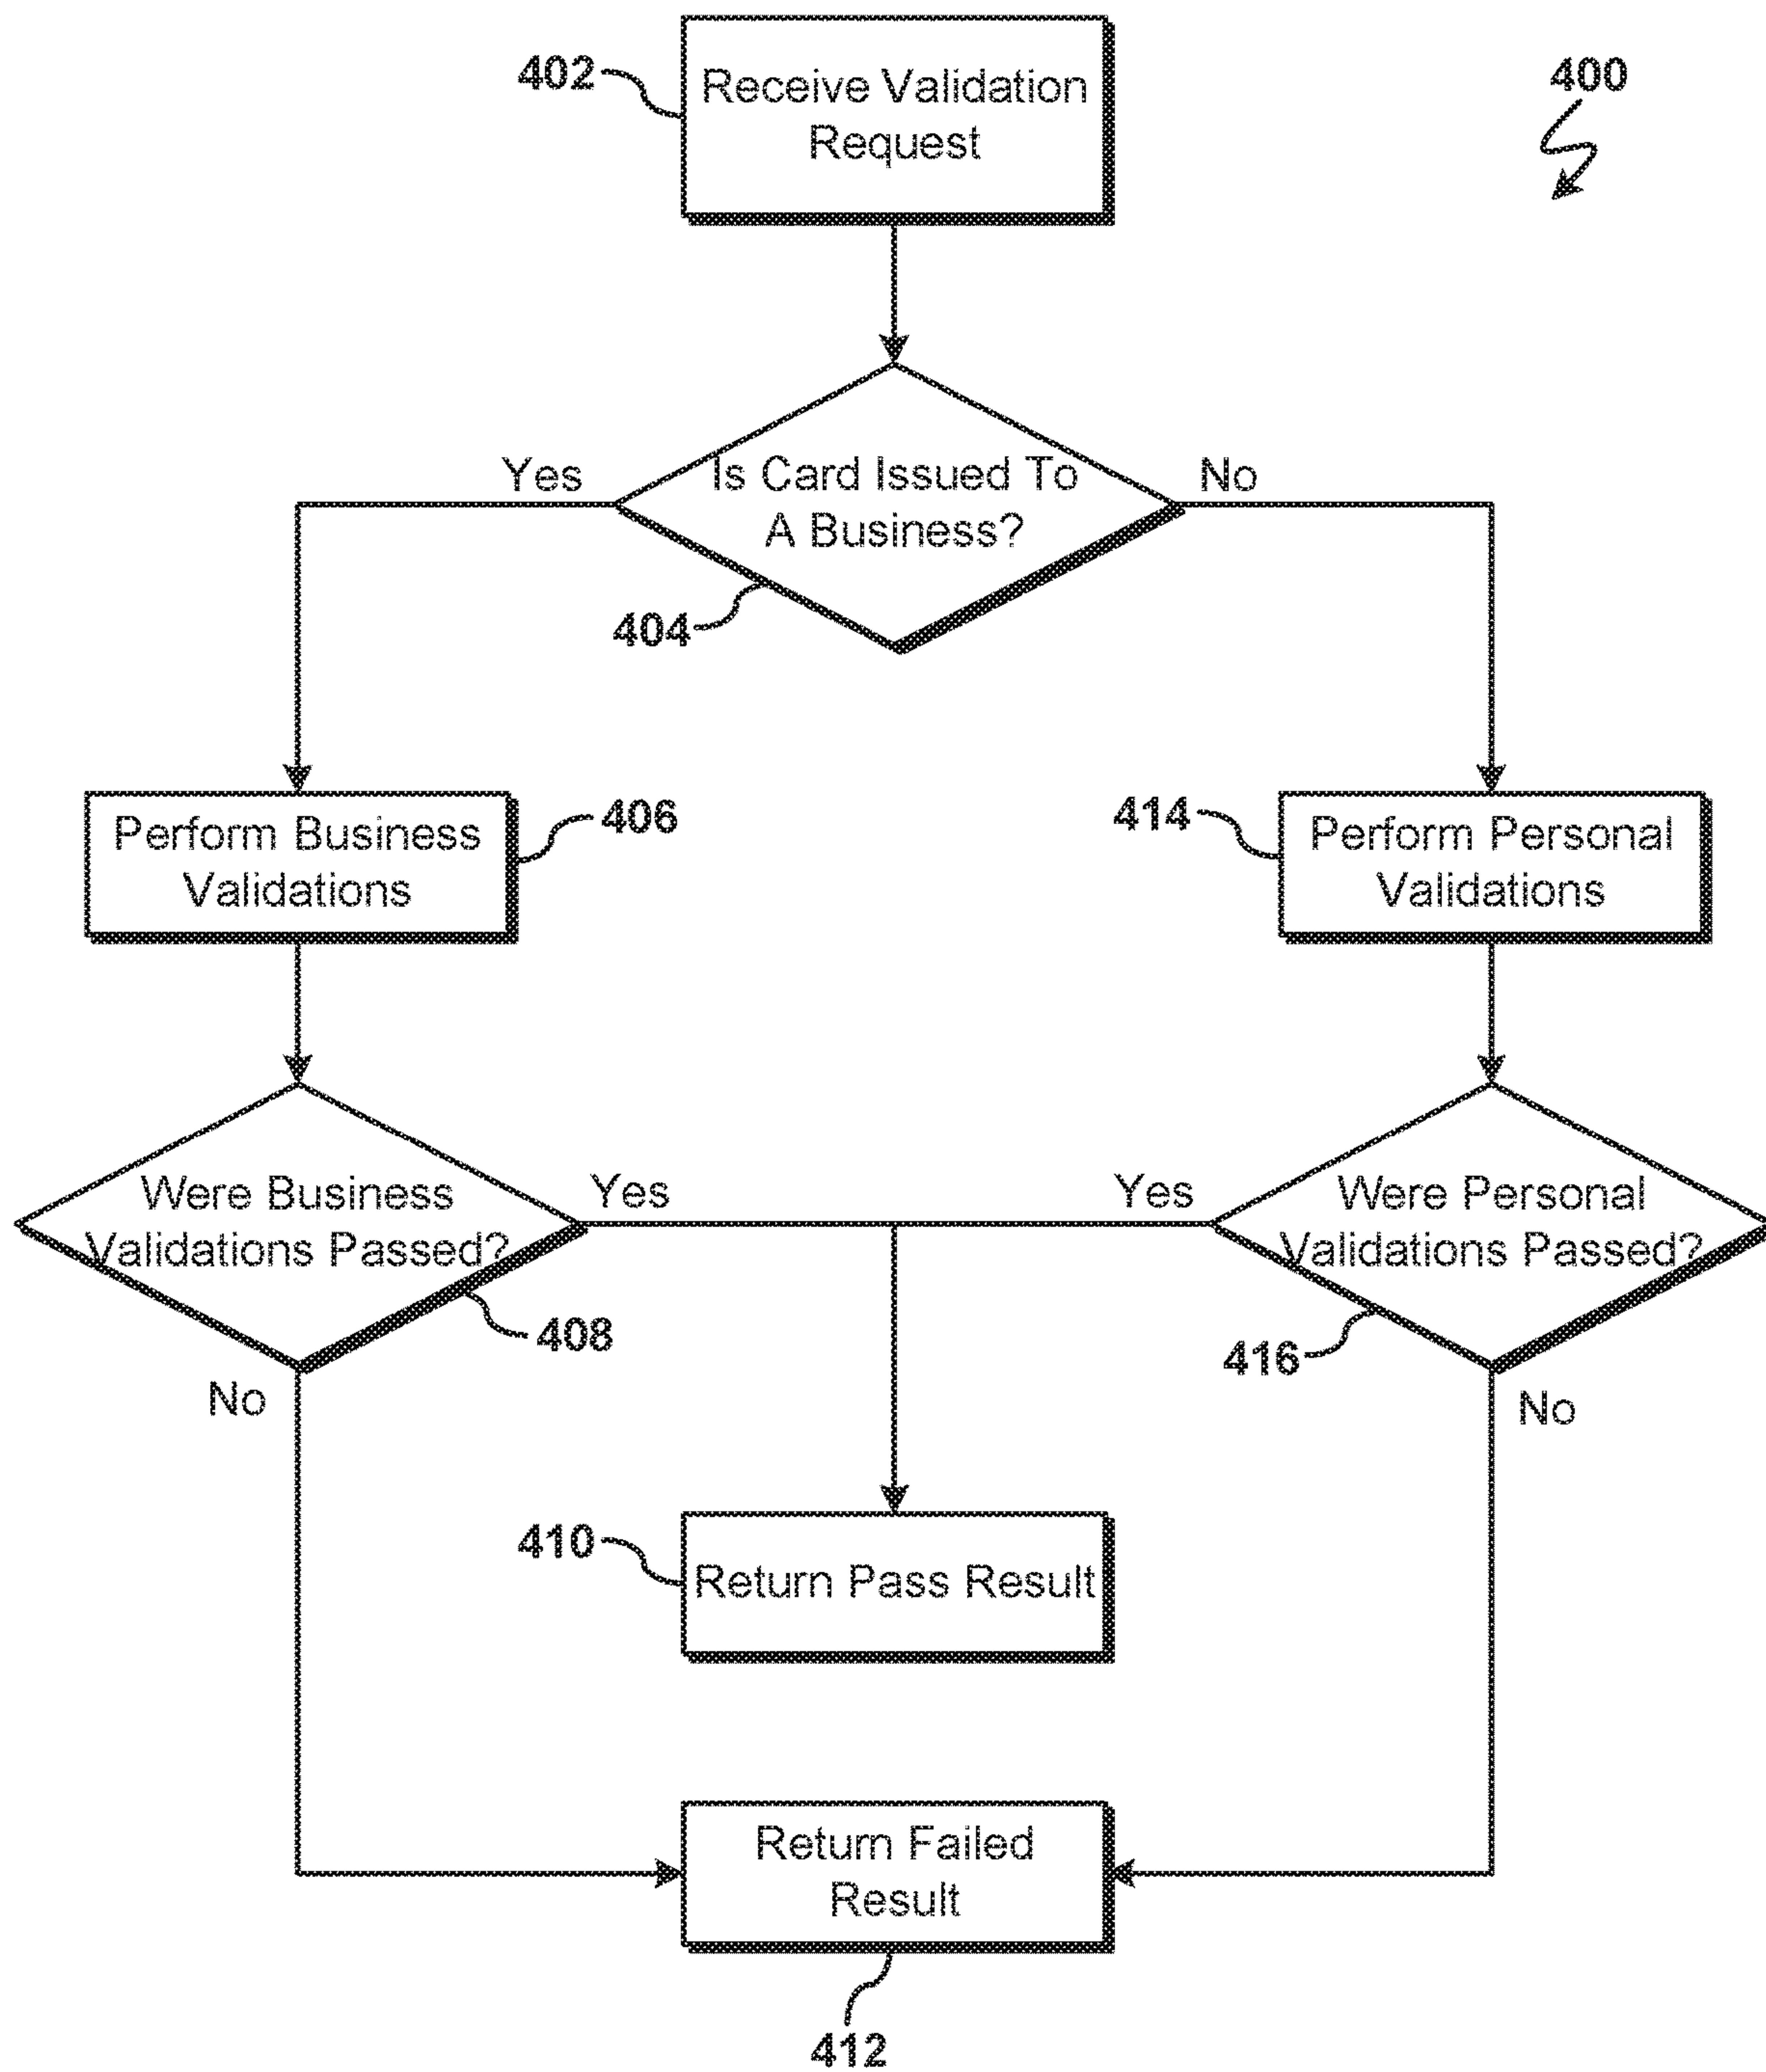 402
Receive Validation
Request
400
Yes
Is Card Issued To
A Business?
No
404
Perform Business
Validations
406
414
Perform Personal
Validations
Were Business
Validations Passed?
Yes
Yes
Were Personal
Validations Passed?
408
416
No
No
410
Return Pass Result
Return Failed
Result
412